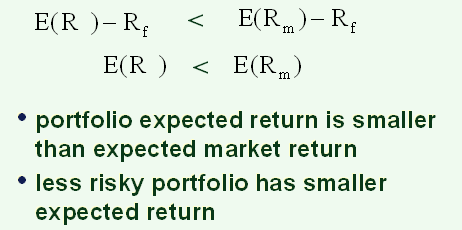 E(R ) – R_f < E(R_m) – R_f
E(R ) < E(R_m)
• portfolio expected return is smaller
than expected market return
• less risky portfolio has smaller
expected return